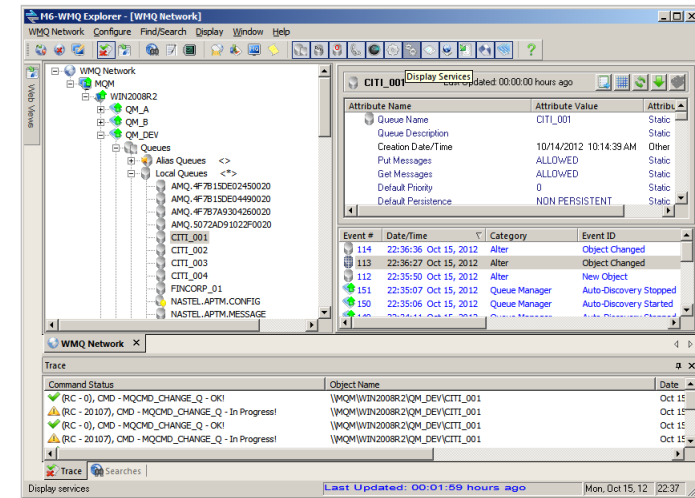 M6-WMQ Explorer - [WMQ Network]
WMQ Network Configure Find/Search Display Window Help
Web Views
WMQ Network
MQM
WIN2008R2
QM_A
QM_B
QM_DEV
Queues
Alias Queues <>
Local Queues <*>
AMQ.4F7B15DE02450020
AMQ.4F7B15DE04490020
AMQ.4F7B7A9304260020
AMQ.5072AD91022F0020
CITI_001
CITI_002
CITI_003
CITI_004
FINCORP_01
NASTEL.APTM.CONFIG
NASTEL.APTM.MESSAGE
CITI_001 Last Updated: 00:00:00 hours ago
Display Services
Attribute Name Attribute Value Attribu
Queue Name CITI_001 Static
Queue Description Static
Creation Date/Time 10/14/2012 10:14:39 AM Other
Put Messages ALLOWED Static
Get Messages ALLOWED Static
Default Priority 0 Static
Default Persistence NON PERSISTENT Static
Event # Date/Time Category Event ID
114 22:36:36 Oct 15, 2012 Alter Object Changed
113 22:36:27 Oct 15, 2012 Alter Object Changed
112 22:35:50 Oct 15, 2012 Alter New Object
151 22:35:07 Oct 15, 2012 Queue Manager Auto-Discovery Stopped
150 22:35:06 Oct 15, 2012 Queue Manager Auto-Discovery Started
WMQ Network
Trace
Command Status Object Name Date
(RC - 0), CMD - MQCMD_CHANGE_Q - OK! \\MQM\WIN2008R2\QM_DEV\CITI_001 Oct 15
(RC - 20107), CMD - MQCMD_CHANGE_Q - In Progress! \\MQM\WIN2008R2\QM_DEV\CITI_001 Oct 15
(RC - 0), CMD - MQCMD_CHANGE_Q - OK! \\MQM\WIN2008R2\QM_DEV\CITI_001 Oct 15
(RC - 20107), CMD - MQCMD_CHANGE_Q - In Progress! \\MQM\WIN2008R2\QM_DEV\CITI_001 Oct 15
Trace Searches
Display services Last Updated: 00:01:59 hours ago Mon, Oct 15, 12 22:37